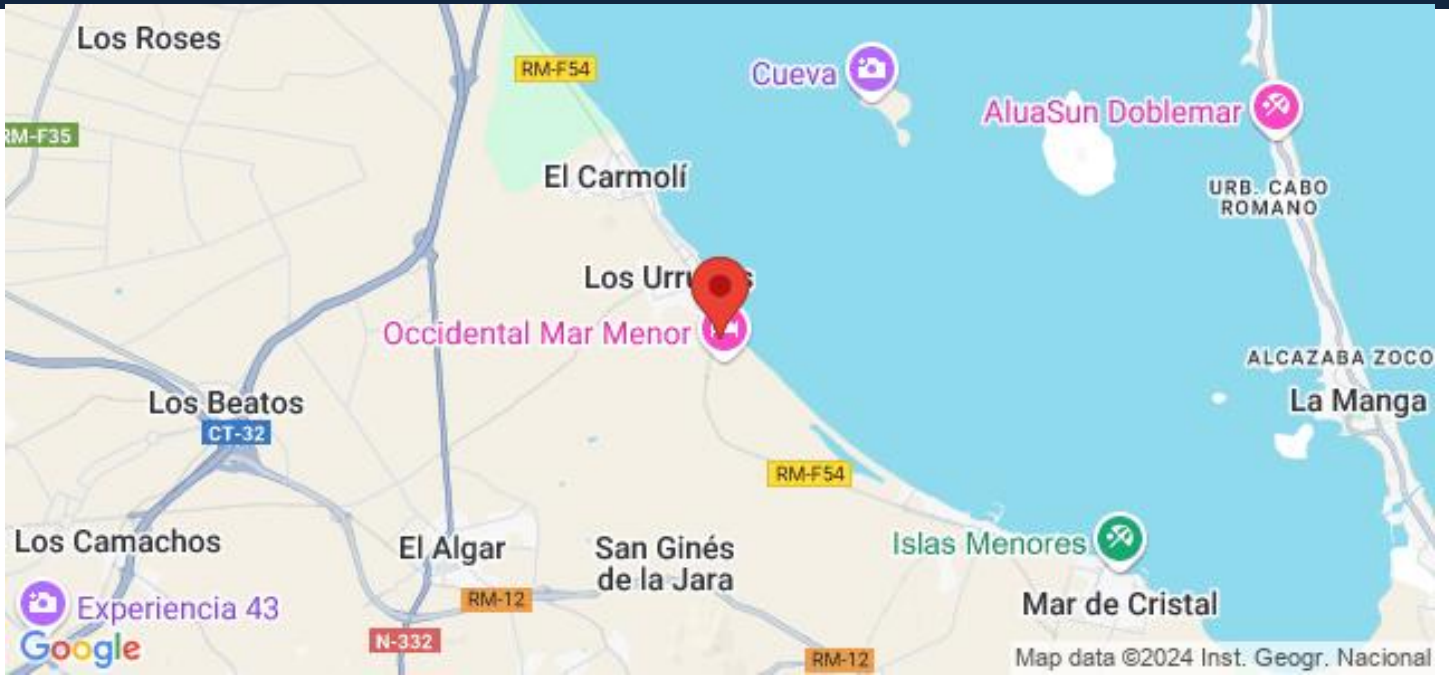 Los Roses
RM-F54
Cueva
AluaSun Doblemar
RM-F35
El Carmolí
URB. CABO
ROMANO
Los
Occidental Mar Menor
ALCAZABA ZOCO
Los Beatos
La Manga
CT-32
RM-F54
Los Camachos
El Algar
San Ginés
de la Jara
Islas Menores
Experiencia 43
RM-12
Mar de Cristal
Google
N-332
RM-12
Map data ©2024 Inst. Geogr. Nacional